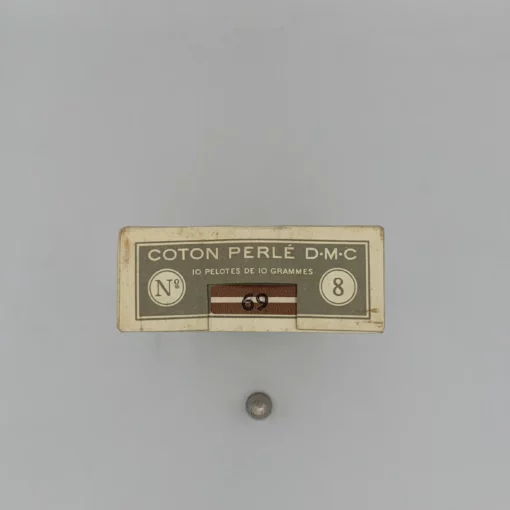 COTON PERLÉ D·M·C
10 PELOTES DE 10 GRAMMES
Nº 8
69